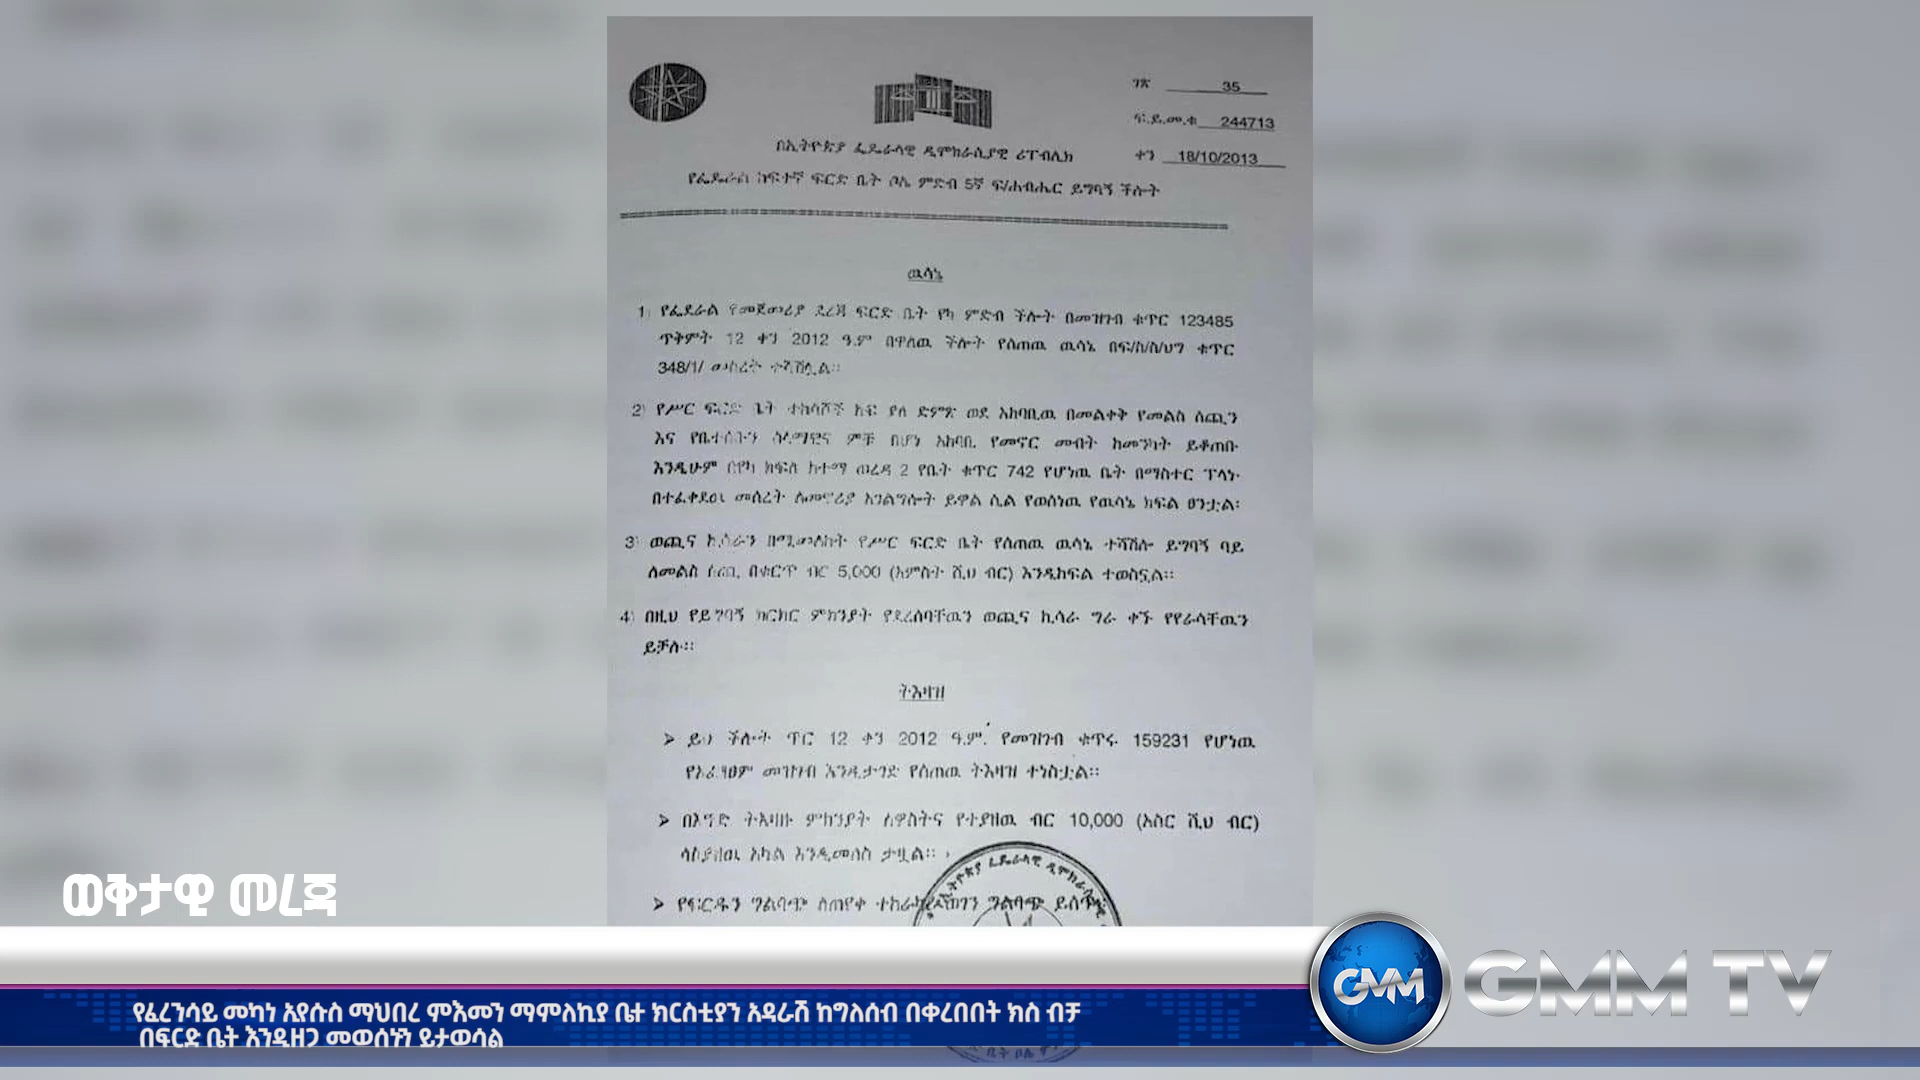 ገጽ 35
ፍ.ይ.መ.ቁ 244713
ቀን 18/10/2013
በኢትዮጵያ ፌዴራላዊ ዲሞክራሲያዊ ሪፐብሊክ
የፌዴራል ከፍተኛ ፍርድ ቤት ቦሌ ምድብ 5ኛ ፍ/ሐብሔር ይግባኝ ችሎት
ዉሳኔ
1) የፌደራል የመጀመሪያ ደረጃ ፍርድ ቤት የካ ምድብ ችሎት በመዝገብ ቁጥር 123485
ጥቅምት 12 ቀን 2012 ዓ.ም በዋለዉ ችሎት የሰጠዉ ዉሳኔ በፍ/ስ/ስ/ህግ ቁጥር
348/1/ መሰረት ተሻሽሏል።
2) የሥር ፍርድ ቤት ተከሳሾች ከፍ ያለ ድምጽ ወደ አከባቢዉ በመልቀቅ የመልስ ሰጪን
እና የቤተሰቡን ሰላማዊና ምቹ በሆነ አከባቢ የመኖር መብት ከመንካት ይቆጠቡ
እንዲሁም በየካ ክፍለ ከተማ ወረዳ 2 የቤት ቁጥር 742 የሆነዉ ቤት በማስተር ፕላኑ
በተፈቀደዉ መሰረት ለመኖሪያ አገልግሎት ይዋል ሲል የወሰነዉ የዉሳኔ ክፍል ፀንቷል፡
3) ወጪና ኪሳራን በሚመለከት የሥር ፍርድ ቤት የሰጠዉ ዉሳኔ ተሻሽሎ ይግባኝ ባይ
ለመልስ ሰጪ በቁርጥ ብር 5,000 (አምስት ሺህ ብር) እንዲከፍል ተወስኗል።
4) በዚህ የይግባኝ ክርክር ምክንያት የደረሰባቸዉን ወጪና ኪሳራ ግራ ቀኙ የየራሳቸዉን
ይቻሉ።
ትእዛዝ
➢ ይህ ችሎት ጥር 12 ቀን 2012 ዓ.ም. የመዝገብ ቁጥሩ 159231 የሆነዉ
የአፈፃፀም መዝገብ እንዲታገድ የሰጠዉ ትእዛዝ ተነስቷል።
➢ በእግድ ትእዛዙ ምክንያት ለዋስትና የተያዘዉ ብር 10,000 (አስር ሺህ ብር)
ላስያዘዉ አካል እንዲመለስ ታዟል።
➢ የፍርዱን ግልባጭ ለጠየቀ ተከራካሪ ወገን ግልባጭ ይሰጥ
ወቅታዊ መረጃ
GMM GMM TV
የፈረንሳይ መካነ እየሱስ ማህበረ ምእመን ማምለኪያ ቤተ ክርስቲያን አዳራሽ ከግለሰብ በቀረበበት ክስ ብቻ
በፍርድ ቤት እንዲዘጋ መወሰኑን ይታወሳል